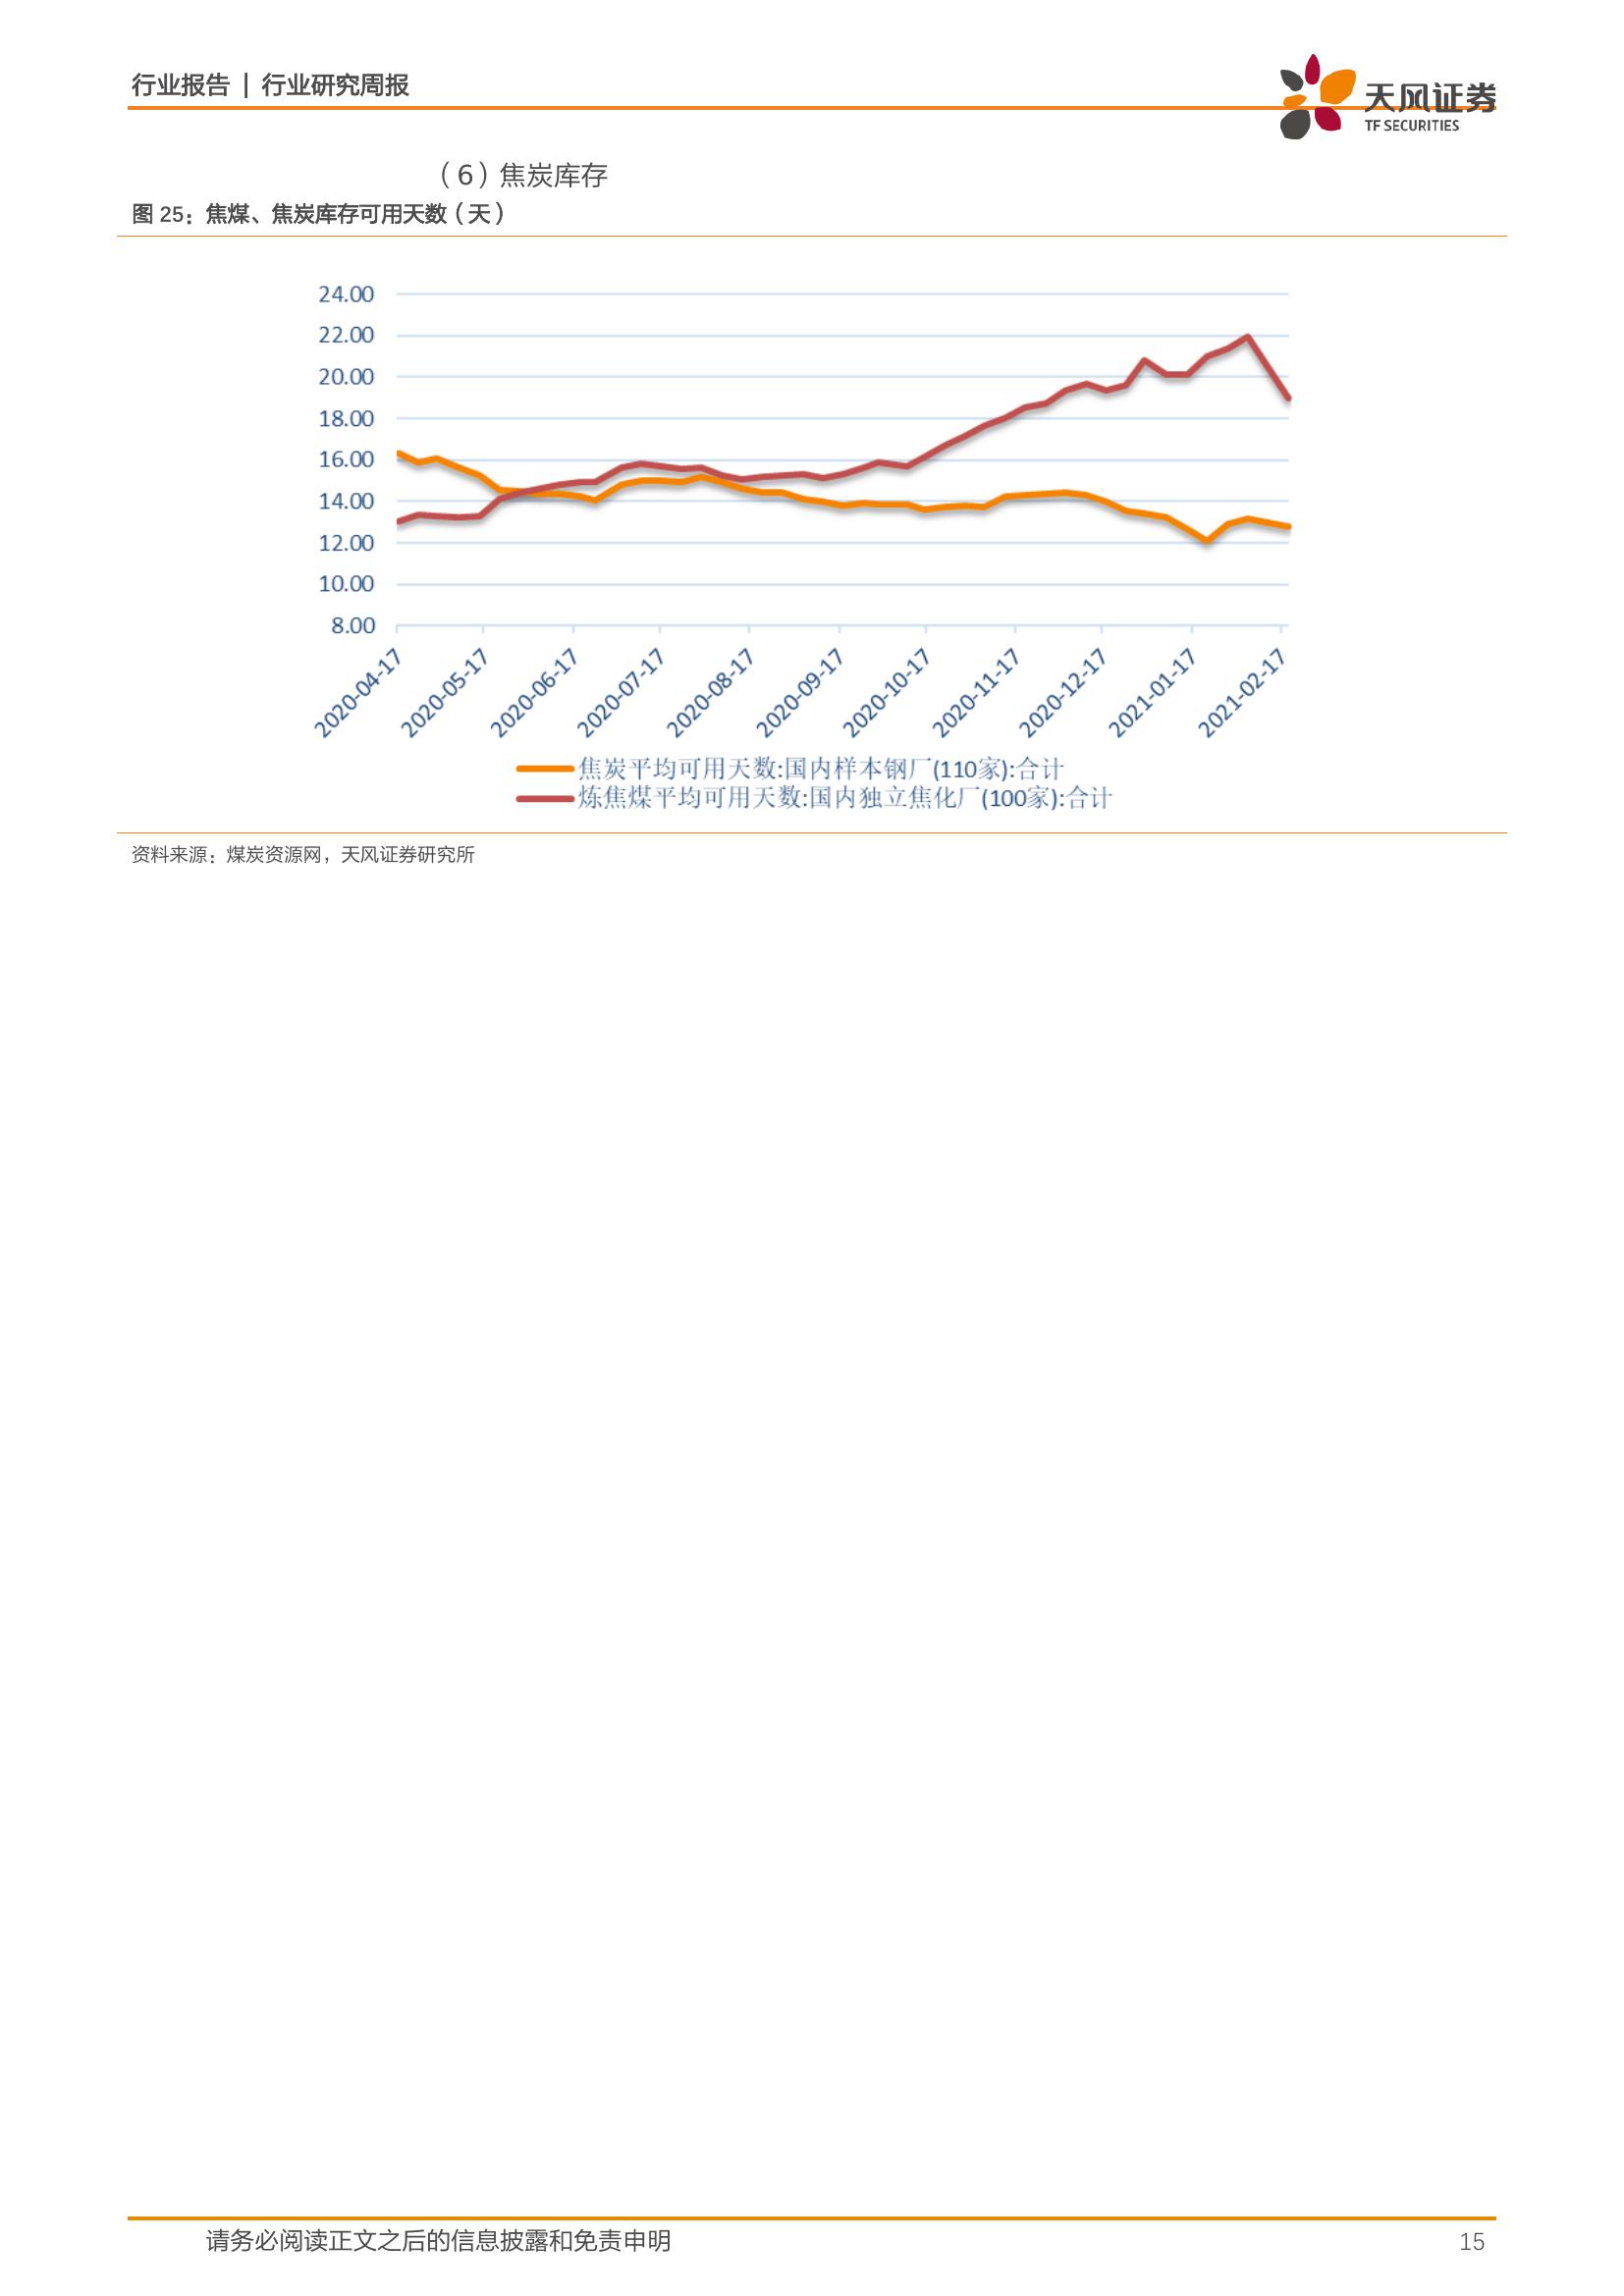 行业报告 | 行业研究周报
天风证券
TF SECURITIES
（6）焦炭库存
图 25：焦煤、焦炭库存可用天数（天）
24.00
22.00
20.00
18.00
16.00
14.00
12.00
10.00
8.00
2020-04-17
2020-05-17
2020-06-17
2020-07-17
2020-08-17
2020-09-17
2020-10-17
2020-11-17
2020-12-17
2021-01-17
2021-02-17
焦炭平均可用天数:国内样本钢厂(110家):合计
炼焦煤平均可用天数:国内独立焦化厂(100家):合计
资料来源：煤炭资源网，天风证券研究所
请务必阅读正文之后的信息披露和免责申明
15